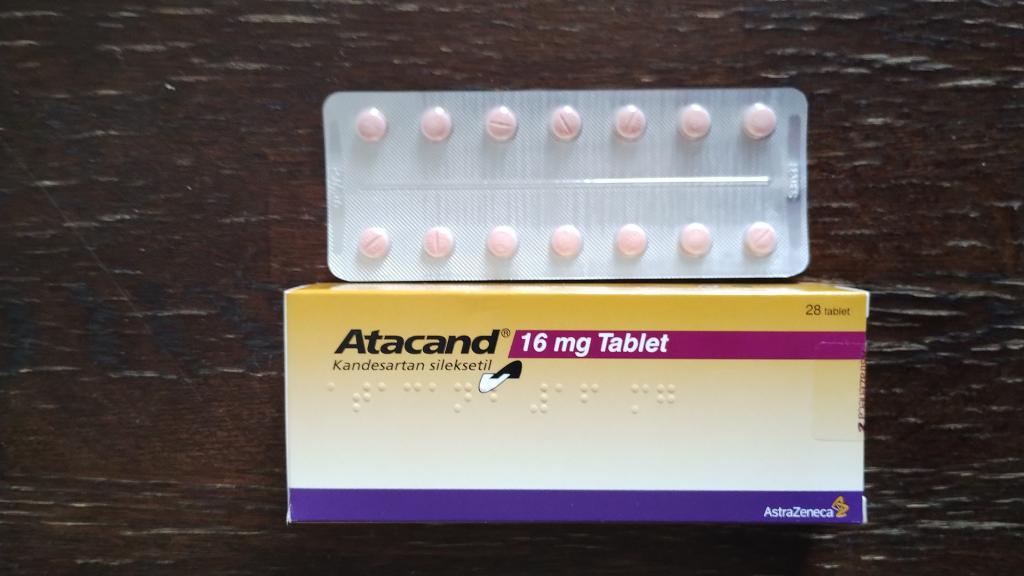 28 tablet
Atacand® 16 mg Tablet
Kandesartan sileksetil
AstraZeneca